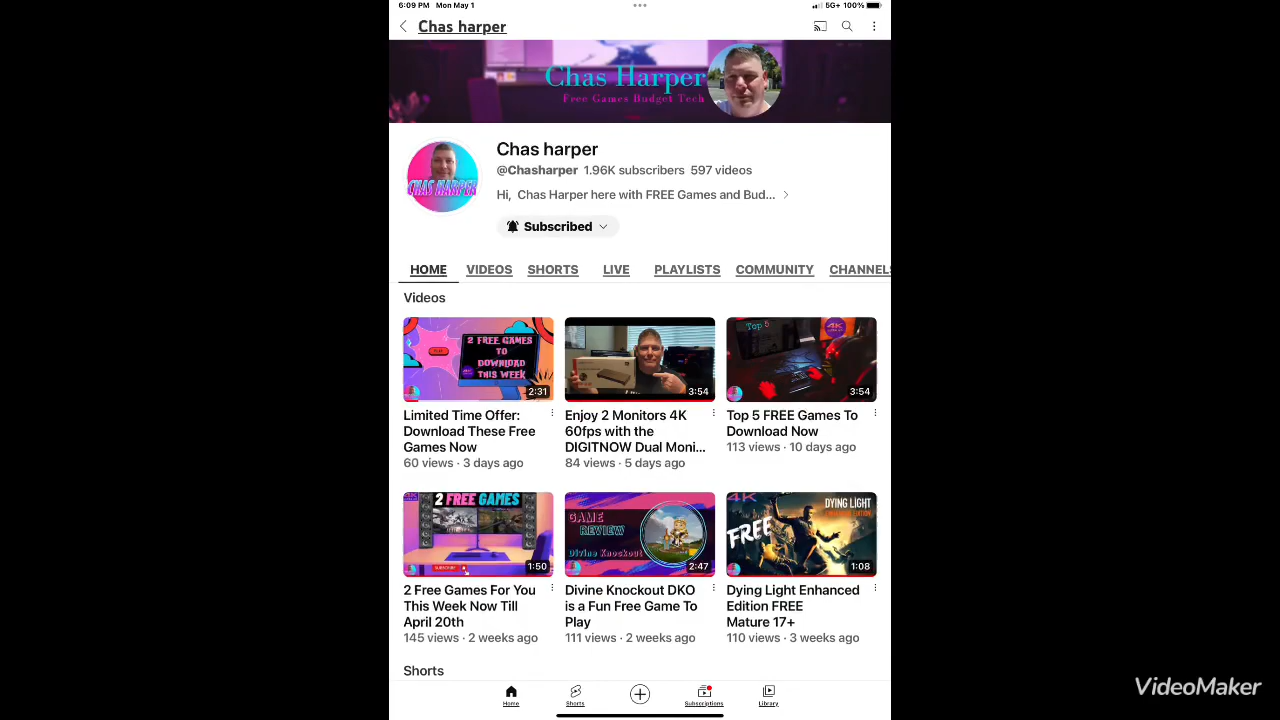 6:09 PM Mon May 1
5G+ 100%
Chas harper
Chas Harper
Free Games Budget Tech
CHAS HARPER
Chas harper
@Chasharper 1.96K subscribers 597 videos
Hi, Chas Harper here with FREE Games and Bud...
Subscribed
HOME VIDEOS SHORTS LIVE PLAYLISTS COMMUNITY CHANNELS
Videos
2 FREE GAMES
TO
DOWNLOAD
THIS WEEK
2:31
3:54
Top 5
4K
3:54
Limited Time Offer:
Download These Free
Games Now
60 views · 3 days ago
Enjoy 2 Monitors 4K
60fps with the
DIGITNOW Dual Moni...
84 views · 5 days ago
Top 5 FREE Games To
Download Now
113 views · 10 days ago
4K
2 FREE GAMES
SUBSCRIBE
1:50
GAME
REVIEW
Divine Knockout
2:47
4K
DYING LIGHT
FREE
1:08
2 Free Games For You
This Week Now Till
April 20th
145 views · 2 weeks ago
Divine Knockout DKO
is a Fun Free Game To
Play
111 views · 2 weeks ago
Dying Light Enhanced
Edition FREE
Mature 17+
110 views · 3 weeks ago
Shorts
Home
Shorts
Subscriptions
Library
VideoMaker